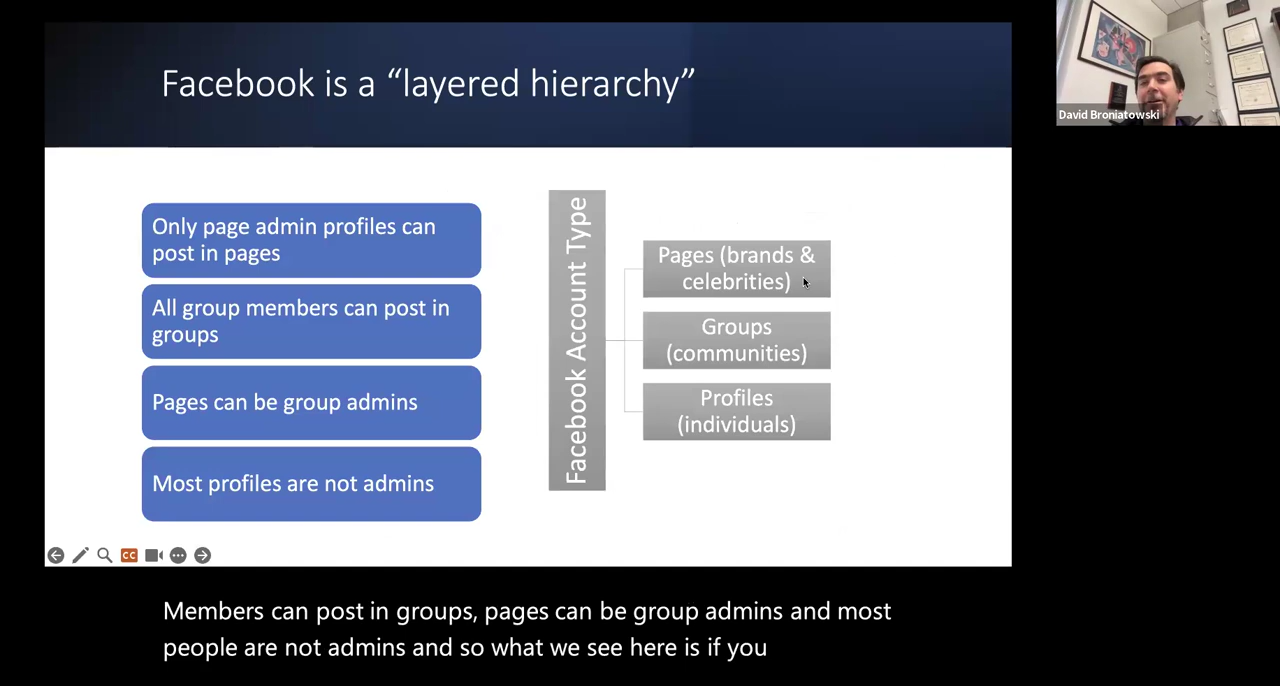 Facebook is a “layered hierarchy”
Only page admin profiles can
post in pages
All group members can post in
groups
Pages can be group admins
Most profiles are not admins
Facebook Account Type
Pages (brands &
celebrities)
Groups
(communities)
Profiles
(individuals)
David Broniatowski
CC
Members can post in groups, pages can be group admins and most
people are not admins and so what we see here is if you